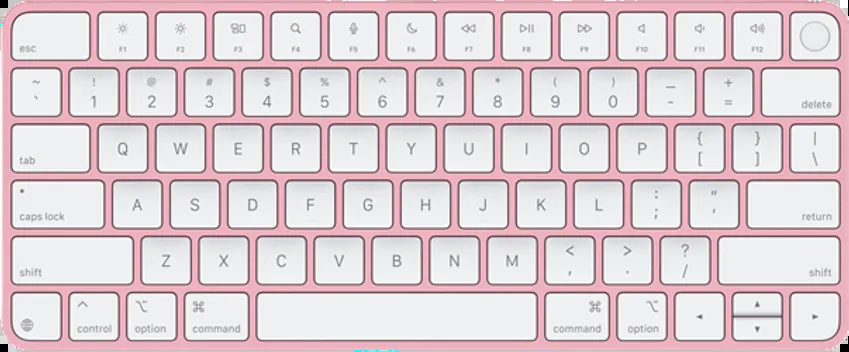 esc F1 F2 F3 F4 F5 F6 F7 F8 F9 F10 F11 F12
~ ! @ # $ % ^ & * ( ) _ +
` 1 2 3 4 5 6 7 8 9 0 - = delete
tab Q W E R T Y U I O P { } |
[ ] \
caps lock A S D F G H J K L : " return
; '
shift Z X C V B N M < > ? shift
, . /
control option command command option